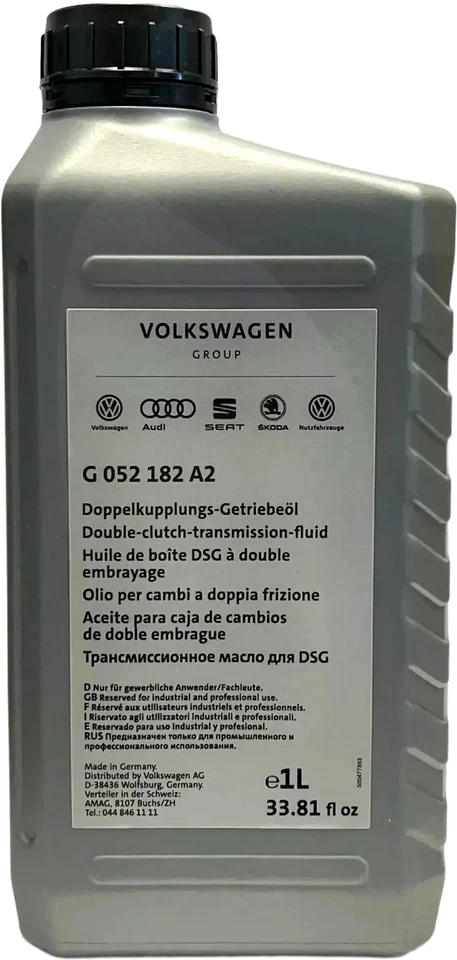 VOLKSWAGEN
GROUP
Volkswagen Audi SEAT ŠKODA Nutzfahrzeuge
G 052 182 A2
Doppelkupplungs-Getriebeöl
Double-clutch-transmission-fluid
Huile de boîte DSG à double
embrayage
Olio per cambi a doppia frizione
Aceite para caja de cambios
de doble embrague
Трансмиссионное масло для DSG
D Nur für gewerbliche Anwender/Fachleute.
GB Reserved for industrial and professional use.
F Réservé aux utilisateurs industriels et professionnels.
I Riservato agli utilizzatori industriali e professionali.
E Reservado para uso industrial y profesional.
RUS Предназначен только для промышленного и
профессионального использования.
Made in Germany.
Distributed by Volkswagen AG
D-38436 Wolfsburg, Germany.
Verteiler in der Schweiz:
AMAG, 8107 Buchs/ZH
Tel.: 044 846 11 11
e1L
33.81 fl oz